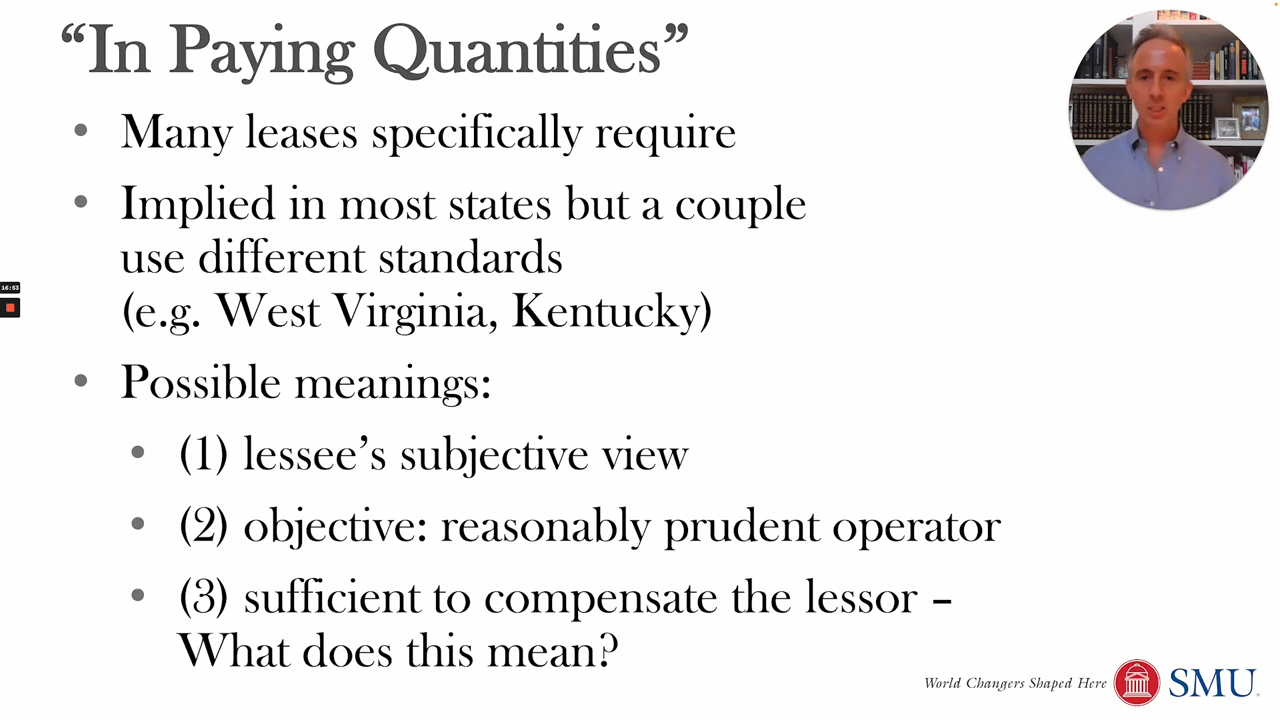 “In Paying Quantities”
• Many leases specifically require
• Implied in most states but a couple
use different standards
(e.g. West Virginia, Kentucky)
• Possible meanings:
• (1) lessee’s subjective view
• (2) objective: reasonably prudent operator
• (3) sufficient to compensate the lessor –
What does this mean?
16:53
World Changers Shaped Here
SMU.